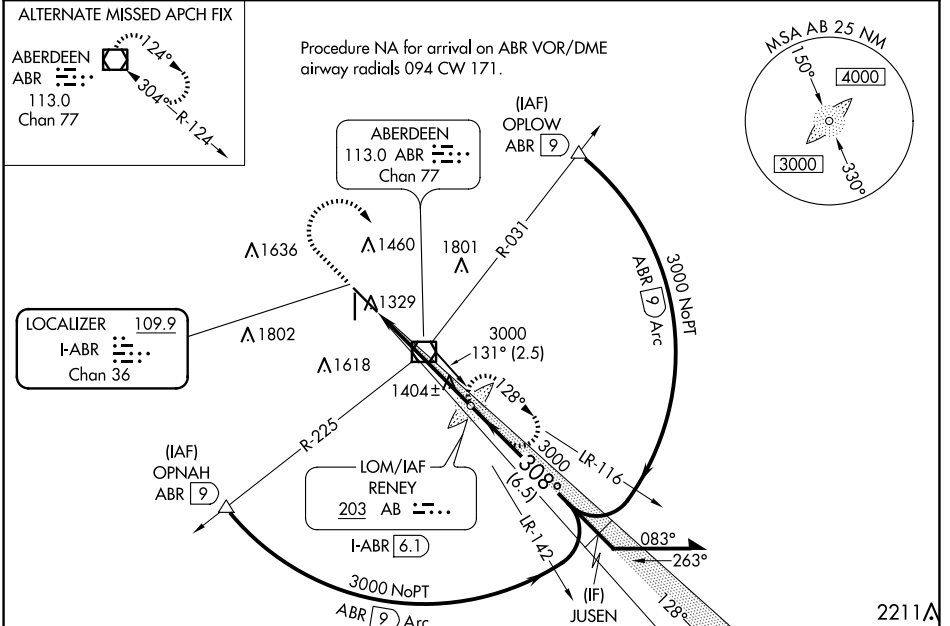 ALTERNATE MISSED APCH FIX
ABERDEEN
ABR
113.0
Chan 77
124°
304°
R-124
Procedure NA for arrival on ABR VOR/DME
airway radials 094 CW 171.
MSA AB 25 NM
150°
4000
3000
330°
(IAF)
OPLOW
ABR 9
ABERDEEN
113.0 ABR
Chan 77
R-031
3000 NoPT
ABR 9 Arc
1636
1460
1801
1329
1802
1618
1404±
LOCALIZER 109.9
I-ABR
Chan 36
3000
131° (2.5)
128°
R-225
(IAF)
OPNAH
ABR 9
LOM/IAF
RENEY
203 AB
I-ABR 6.1
308°
3000
(6.5)
LR-116
LR-142
083°
263°
(IF)
JUSEN
128°
3000 NoPT
ABR 9 Arc
2211